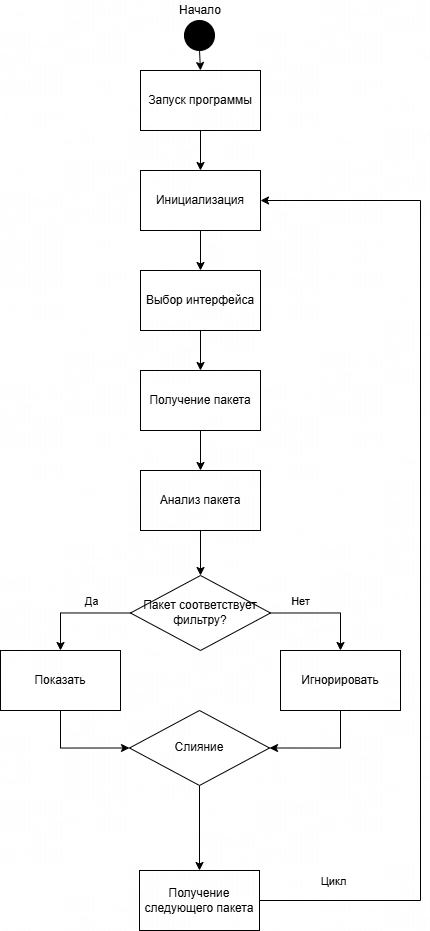 Начало
Запуск программы
Инициализация
Выбор интерфейса
Получение пакета
Анализ пакета
Пакет соответствует
фильтру?
Да
Нет
Показать
Игнорировать
Слияние
Получение
следующего пакета
Цикл